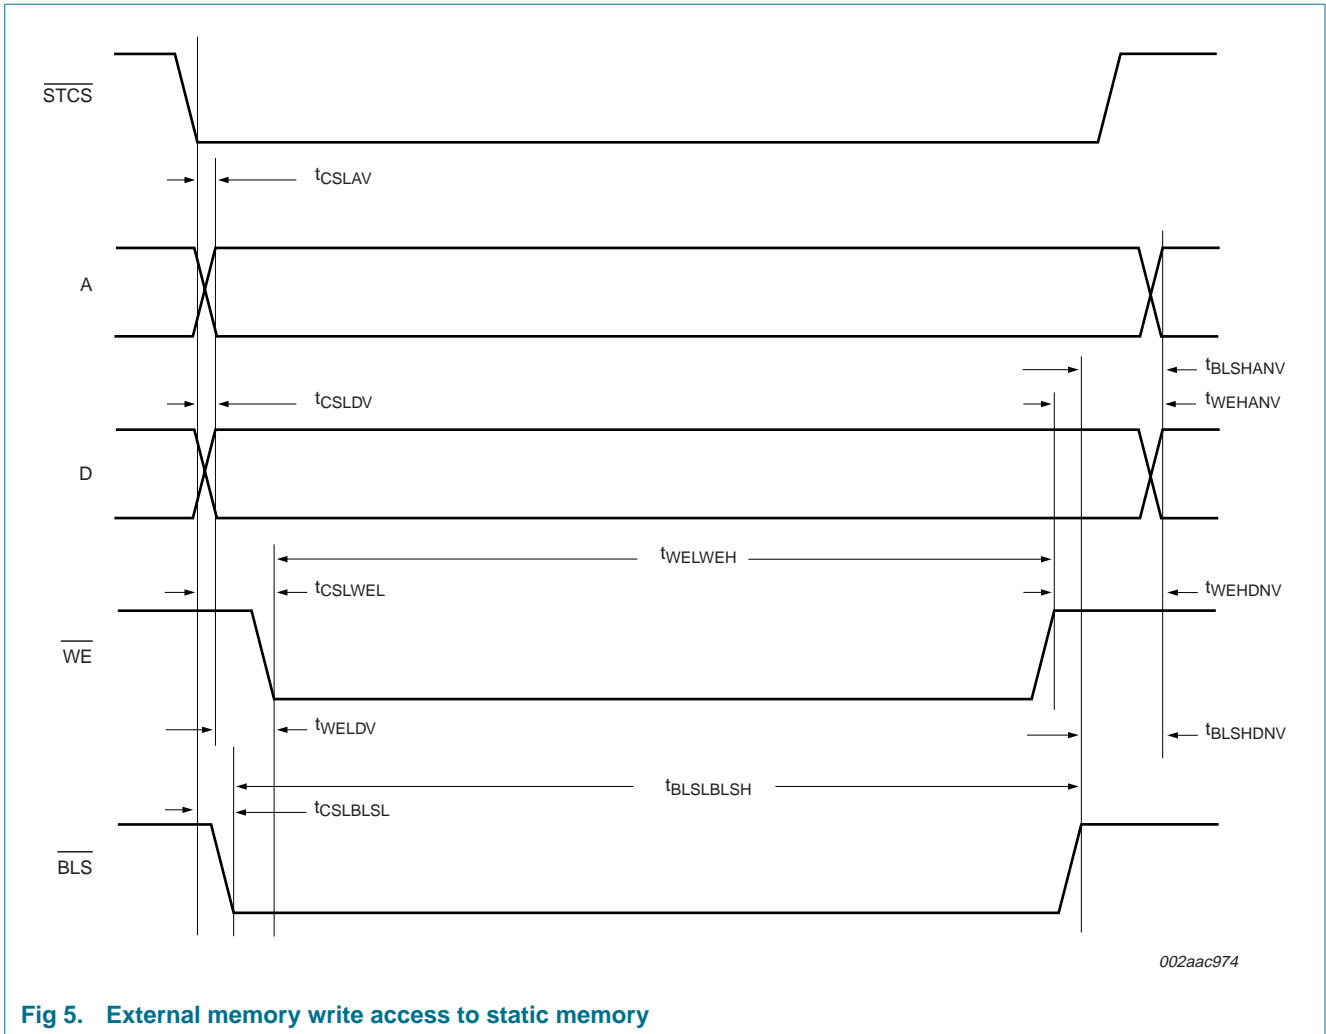 STCS
tCSLAV
A
tBLSHANV
tCSLDV
tWEHANV
D
tWELWEH
tCSLWEL
tWEHDNV
WE
tWELDV
tBLSHDNV
tBLSLBLSH
tCSLBLSL
BLS
002aac974
Fig 5. External memory write access to static memory